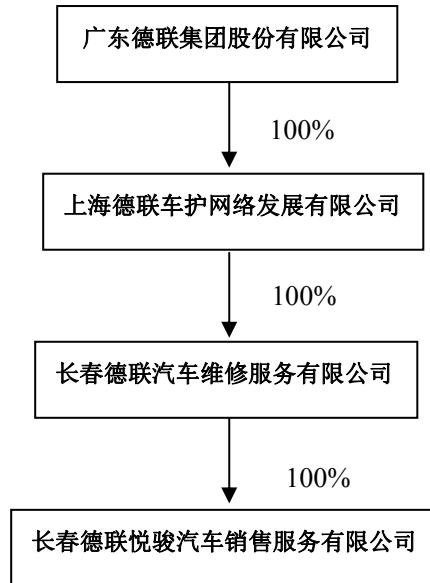 广东德联集团股份有限公司
100%
上海德联车护网络发展有限公司
100%
长春德联汽车维修服务有限公司
100%
长春德联悦骏汽车销售服务有限公司